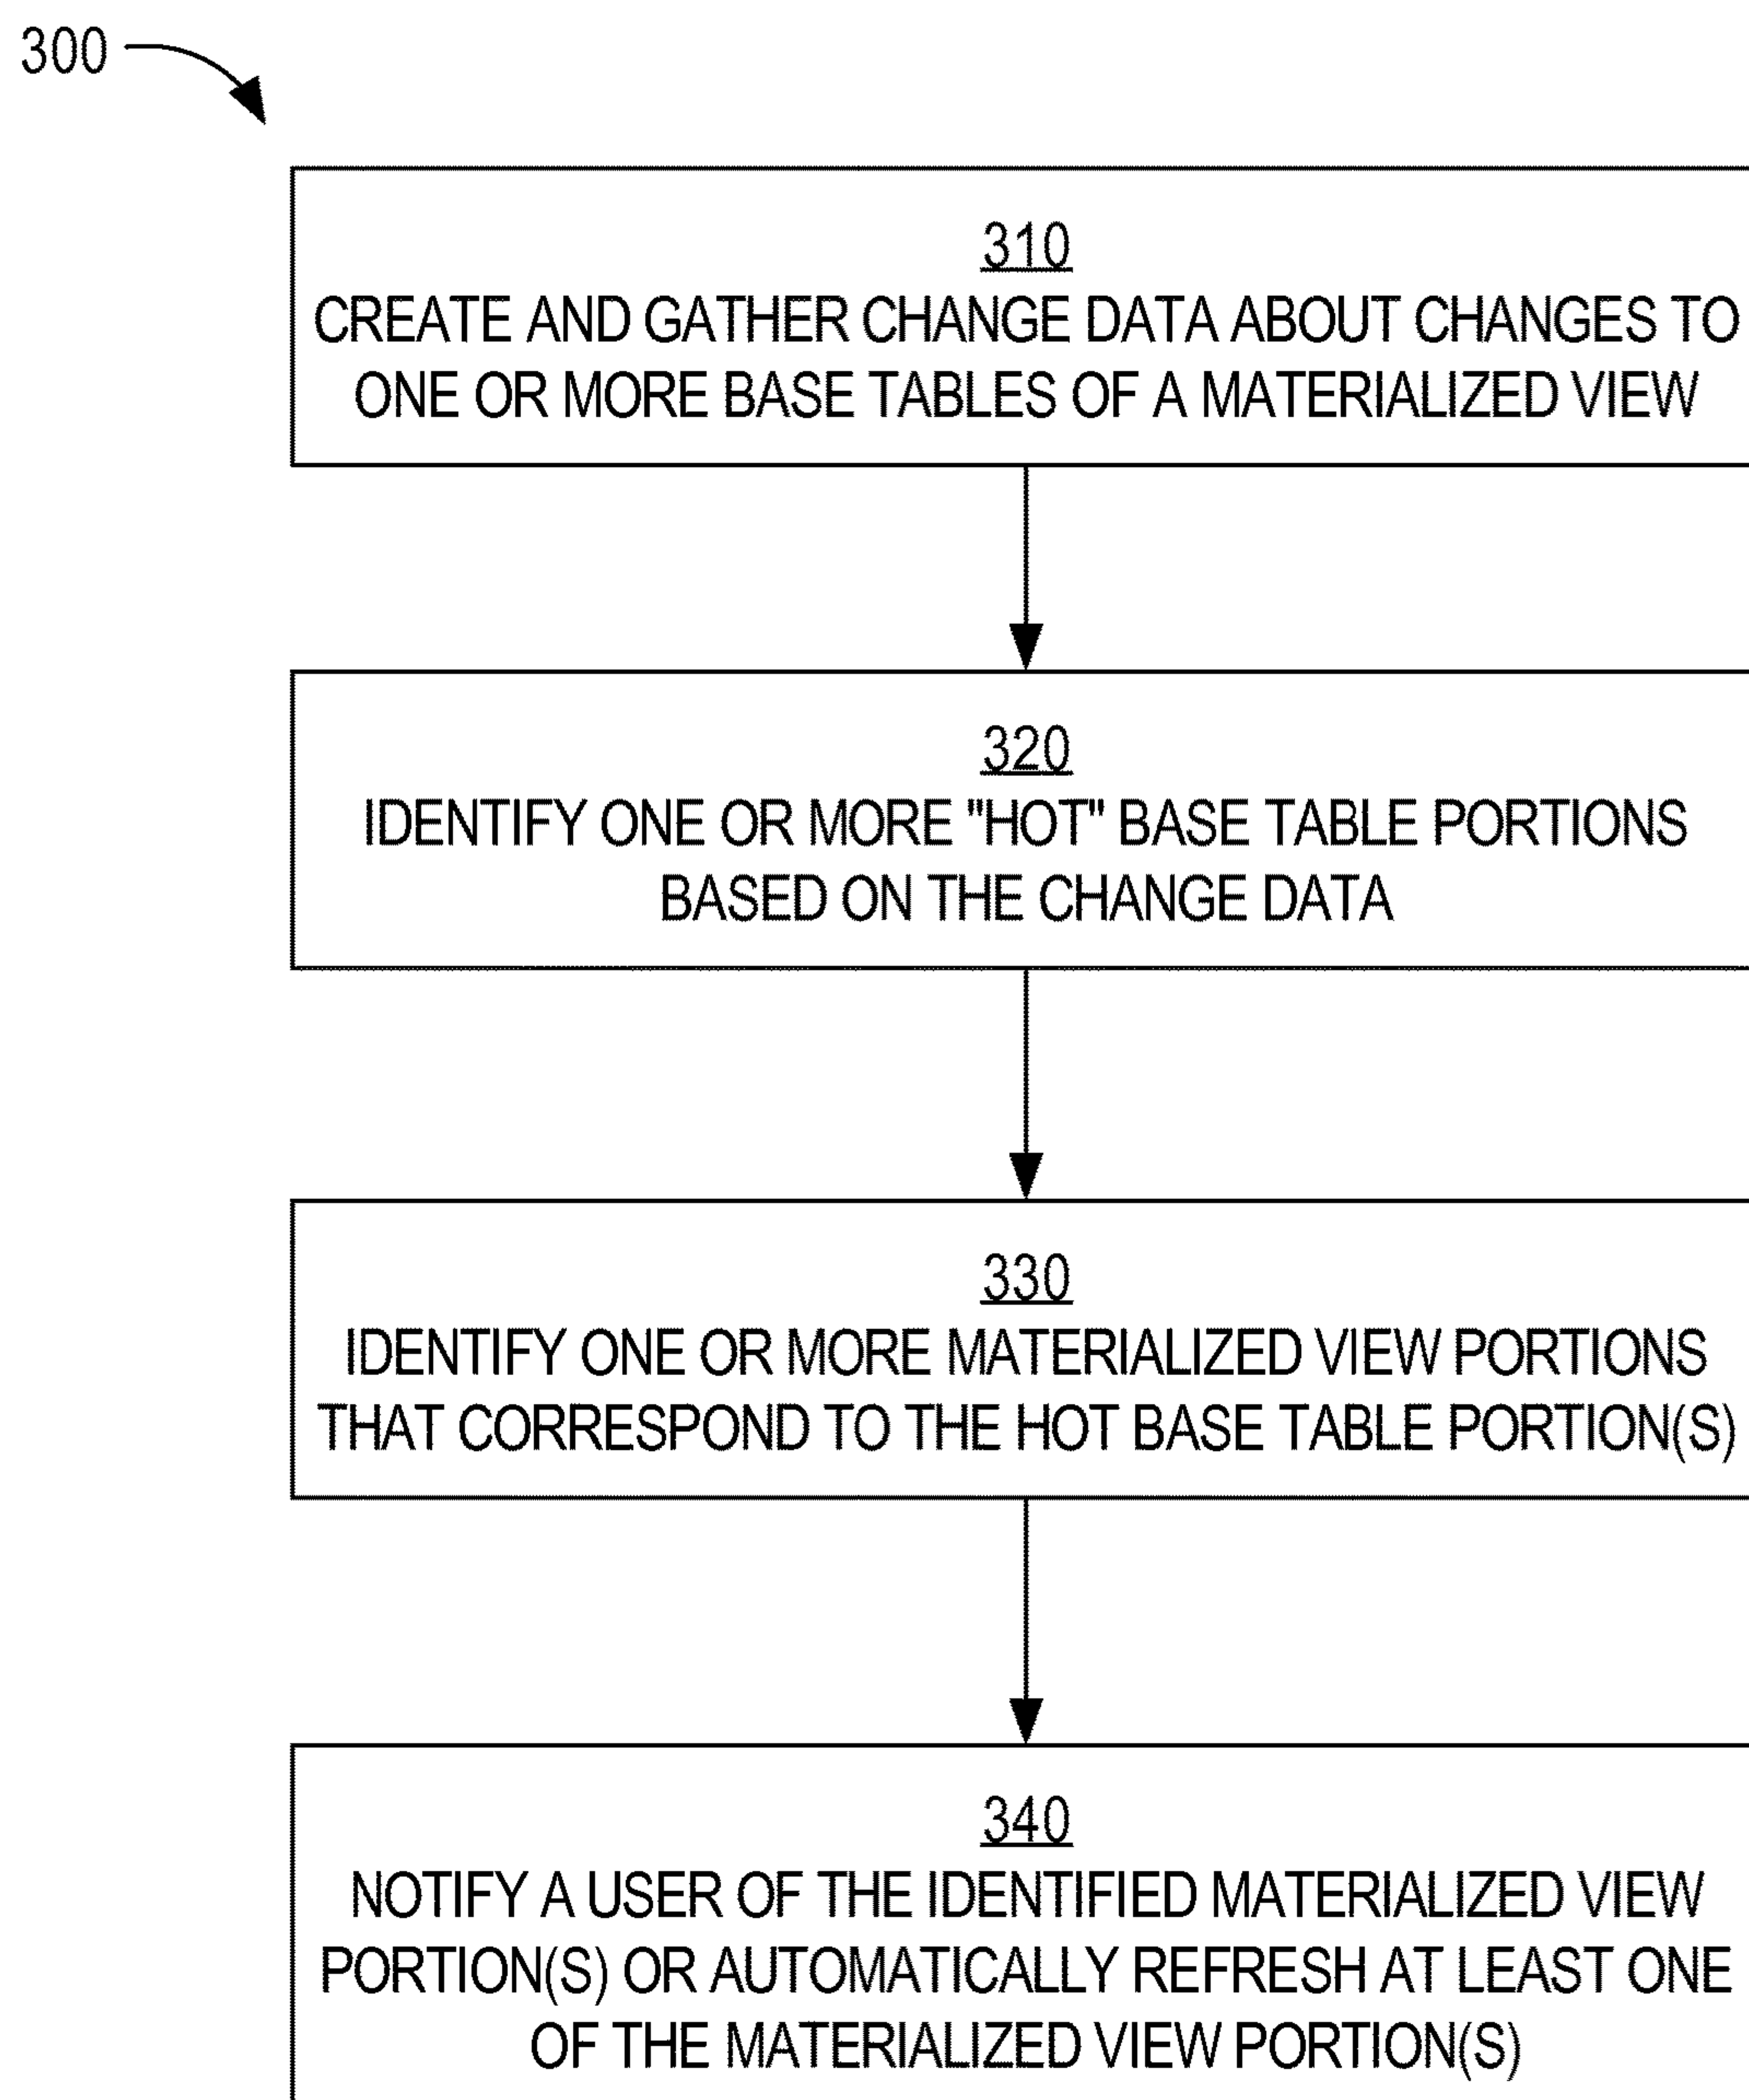 300
310
CREATE AND GATHER CHANGE DATA ABOUT CHANGES TO
ONE OR MORE BASE TABLES OF A MATERIALIZED VIEW
320
IDENTIFY ONE OR MORE "HOT" BASE TABLE PORTIONS
BASED ON THE CHANGE DATA
330
IDENTIFY ONE OR MORE MATERIALIZED VIEW PORTIONS
THAT CORRESPOND TO THE HOT BASE TABLE PORTION(S)
340
NOTIFY A USER OF THE IDENTIFIED MATERIALIZED VIEW
PORTION(S) OR AUTOMATICALLY REFRESH AT LEAST ONE
OF THE MATERIALIZED VIEW PORTION(S)